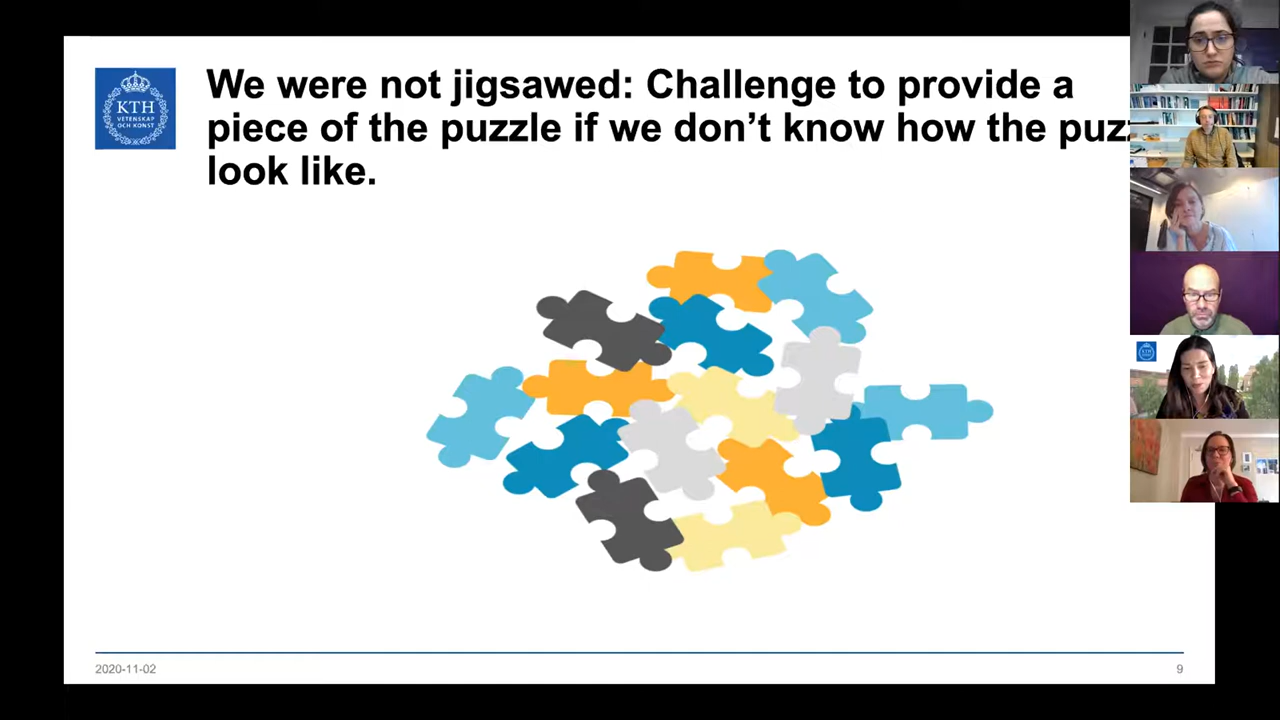 We were not jigsawed: Challenge to provide a
piece of the puzzle if we don’t know how the
look like.
KTH
VETENSKAP
OCH KONST
KTH
2020-11-02
9